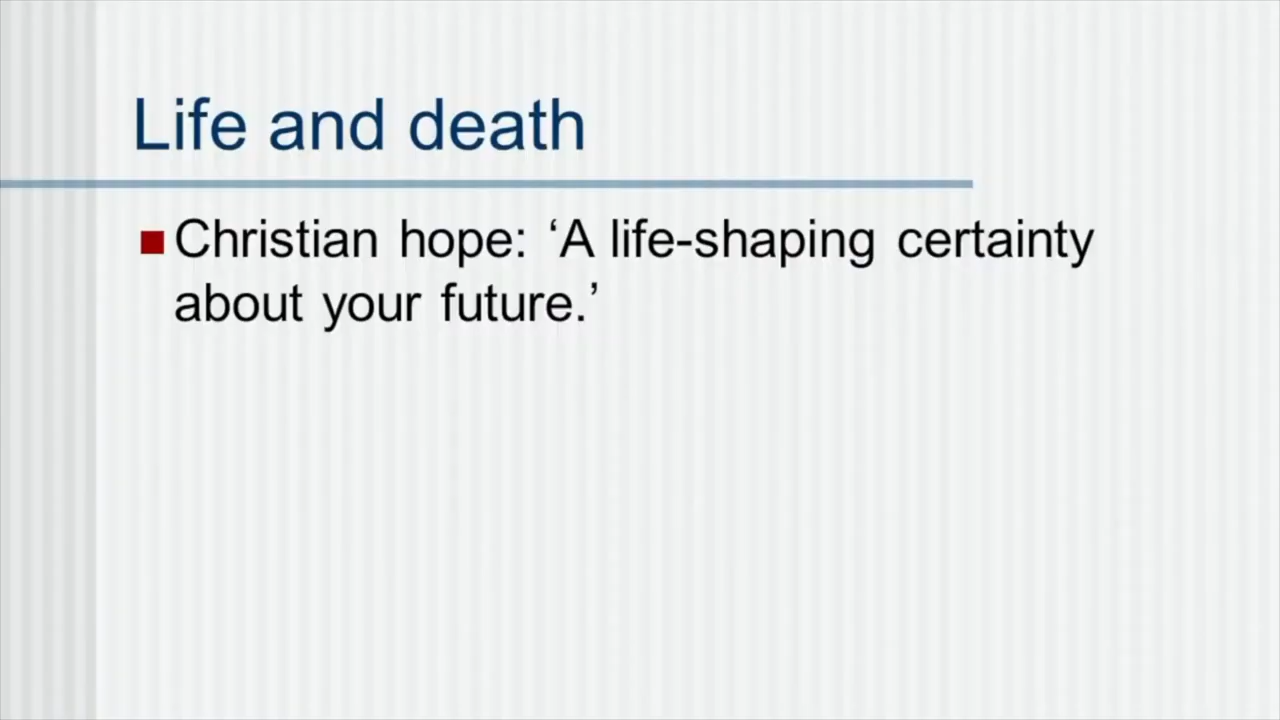 Life and death
Christian hope: ‘A life-shaping certainty
about your future.’